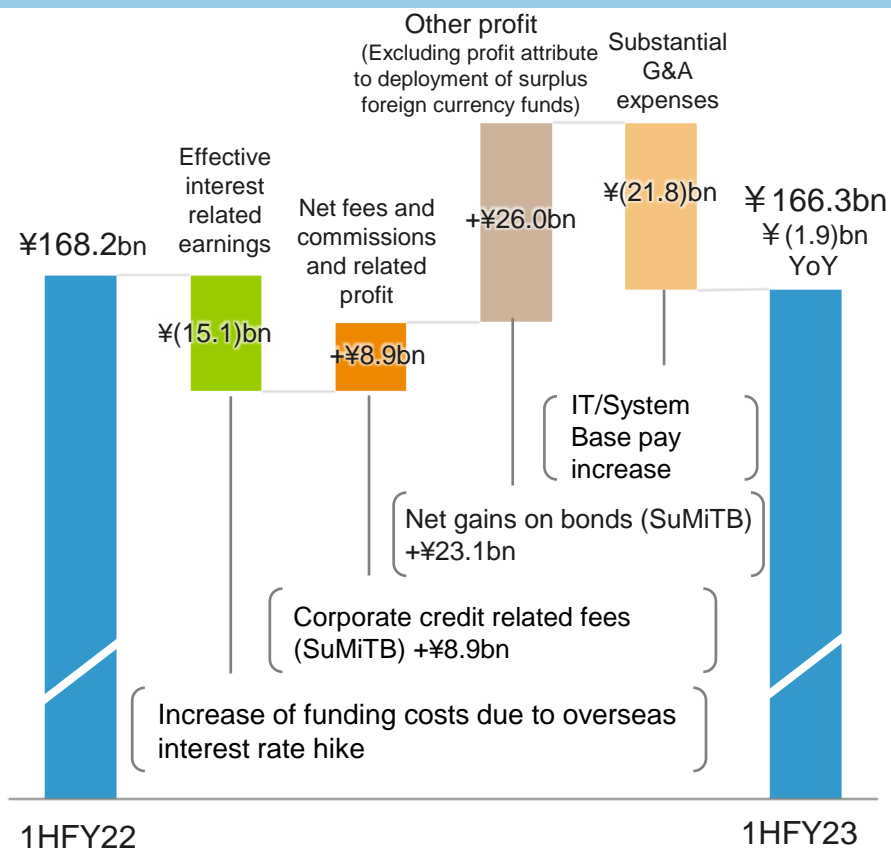 Other profit
(Excluding profit attribute
to deployment of surplus
foreign currency funds)
Substantial
G&A
expenses
Effective
interest
related
earnings
Net fees and
commissions
and related
profit
¥168.2bn
¥(15.1)bn
+¥8.9bn
+¥26.0bn
¥(21.8)bn
¥ 166.3bn
¥ (1.9)bn
YoY
IT/System
Base pay
increase
Net gains on bonds (SuMiTB)
+¥23.1bn
Corporate credit related fees
(SuMiTB) +¥8.9bn
Increase of funding costs due to overseas
interest rate hike
1HFY22
1HFY23